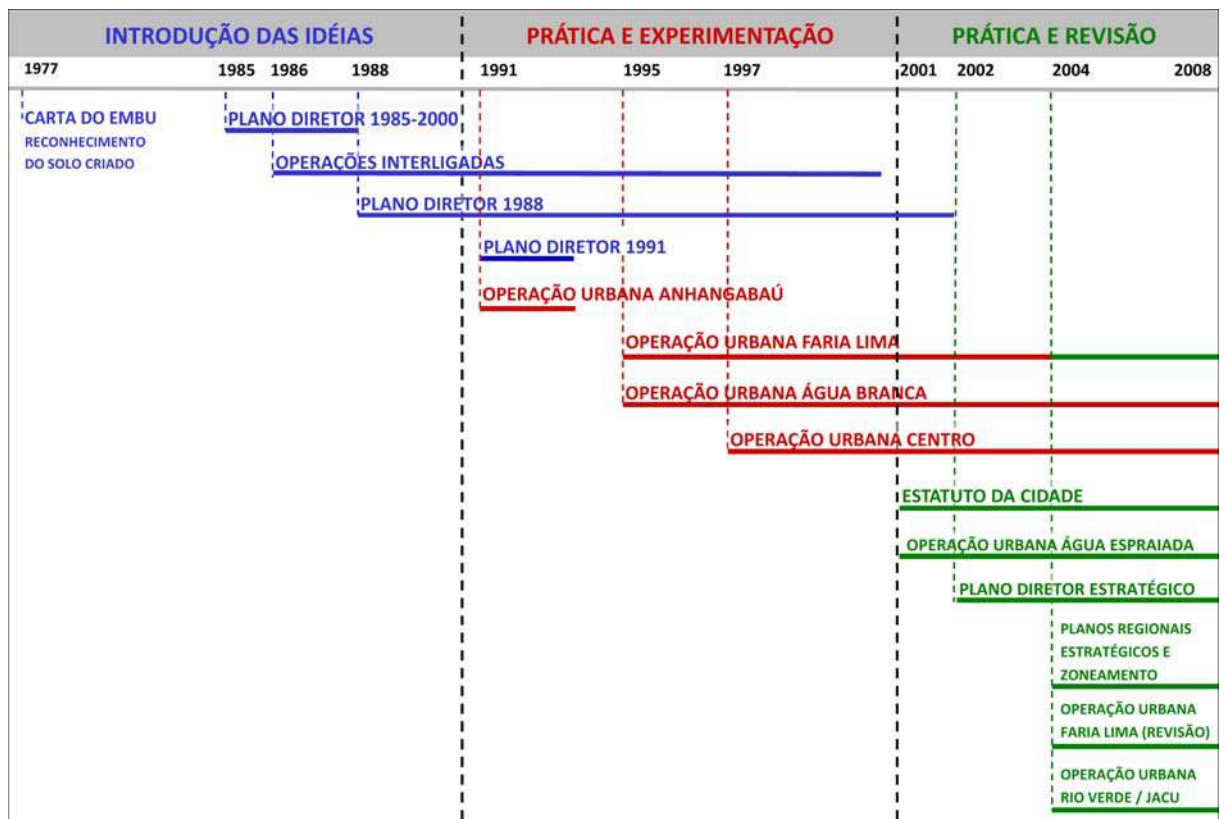 INTRODUÇÃO DAS IDÉIAS
PRÁTICA E EXPERIMENTAÇÃO
PRÁTICA E REVISÃO
1977
1985
1986
1988
1991
1995
1997
2001
2002
2004
2008
CARTA DO EMBU
RECONHECIMENTO
DO SOLO CRIADO
PLANO DIRETOR 1985-2000
OPERAÇÕES INTERLIGADAS
PLANO DIRETOR 1988
PLANO DIRETOR 1991
OPERAÇÃO URBANA ANHANGABAÚ
OPERAÇÃO URBANA FARIA LIMA
OPERAÇÃO URBANA ÁGUA BRANCA
OPERAÇÃO URBANA CENTRO
ESTATUTO DA CIDADE
OPERAÇÃO URBANA ÁGUA ESPRAIADA
PLANO DIRETOR ESTRATÉGICO
PLANOS REGIONAIS
ESTRATÉGICOS E
ZONEAMENTO
OPERAÇÃO URBANA
FARIA LIMA (REVISÃO)
OPERAÇÃO URBANA
RIO VERDE / JACU